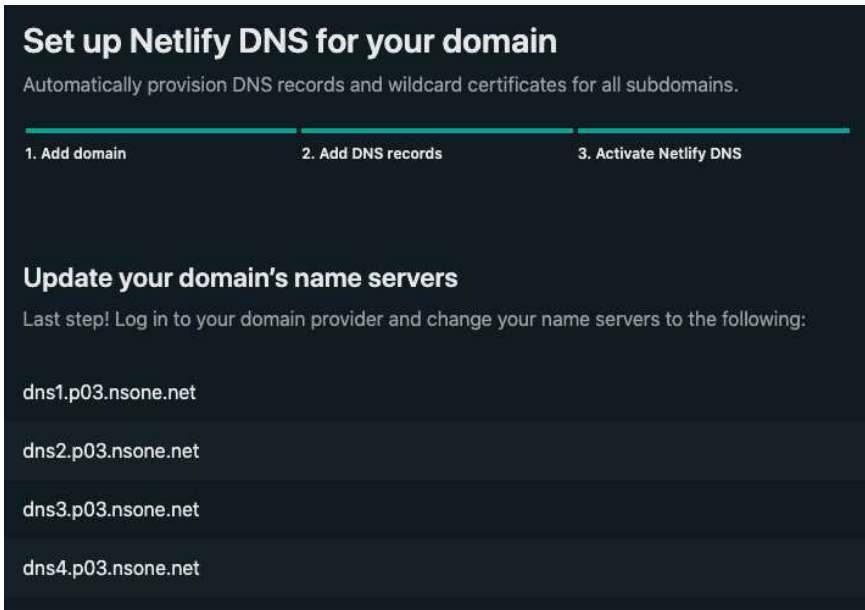 Set up Netlify DNS for your domain
Automatically provision DNS records and wildcard certificates for all subdomains.
1. Add domain
2. Add DNS records
3. Activate Netlify DNS
Update your domain's name servers
Last step! Log in to your domain provider and change your name servers to the following:
dns1.p03.nsone.net
dns2.p03.nsone.net
dns3.p03.nsone.net
dns4.p03.nsone.net